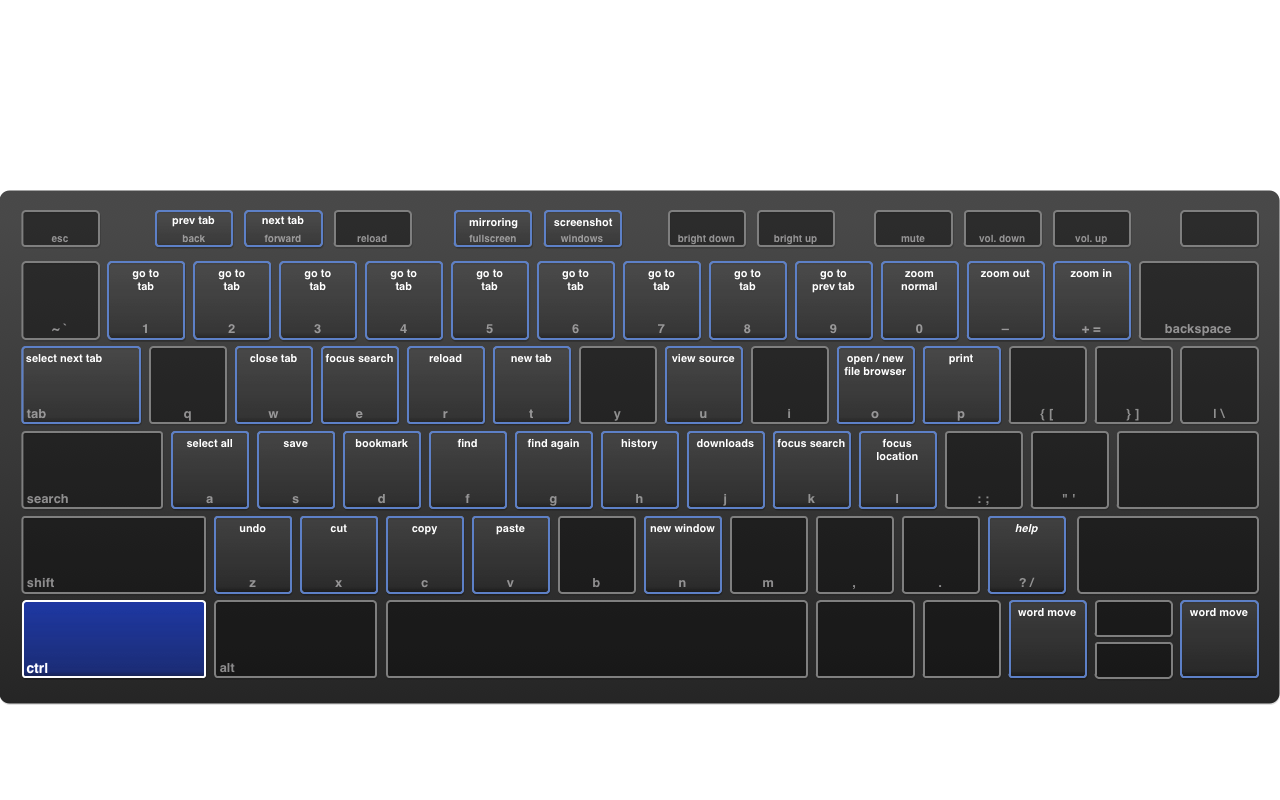 prev tab
next tab
mirroring
screenshot
esc
back
forward
reload
fullscreen
windows
bright down
bright up
mute
vol. down
vol. up
go to
tab
go to
tab
go to
tab
go to
tab
go to
tab
go to
tab
go to
tab
go to
tab
go to
prev tab
zoom
normal
zoom out
zoom in
~ `
1
2
3
4
5
6
7
8
9
0
–
+ =
backspace
select next tab
close tab
focus search
reload
new tab
view source
open / new
file browser
print
tab
q
w
e
r
t
y
u
i
o
p
{ [
} ]
I \
select all
save
bookmark
find
find again
history
downloads
focus search
focus
location
search
a
s
d
f
g
h
j
k
l
: ;
" '
undo
cut
copy
paste
new window
help
shift
z
x
c
v
b
n
m
,
.
? /
word move
word move
ctrl
alt